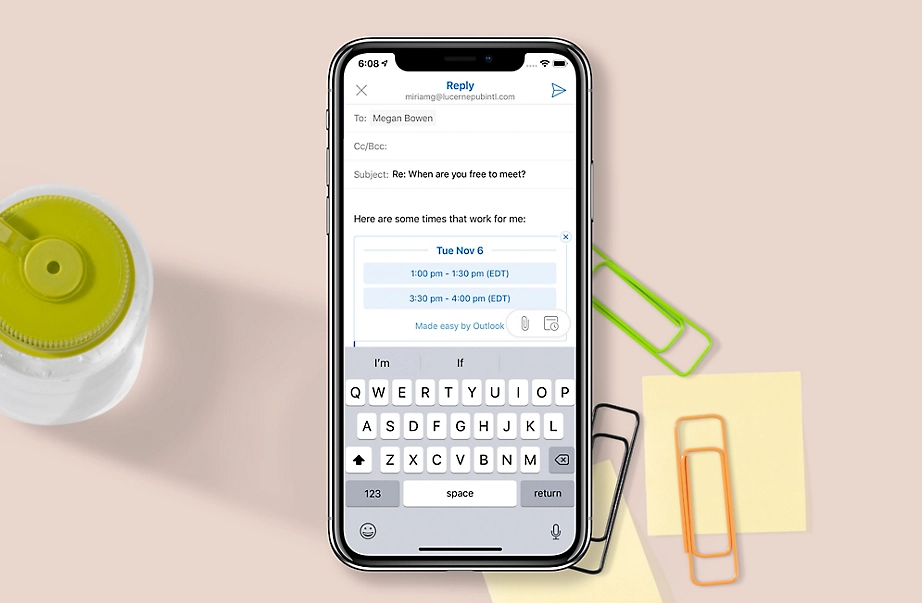 6:08
Reply
miriamg@lucernepubintl.com
To: Megan Bowen
Cc/Bcc:
Subject: Re: When are you free to meet?
Here are some times that work for me:
Tue Nov 6
1:00 pm - 1:30 pm (EDT)
3:30 pm - 4:00 pm (EDT)
Made easy by Outlook
I'm If
Q W E R T Y U I O P
A S D F G H J K L
Z X C V B N M
123 space return